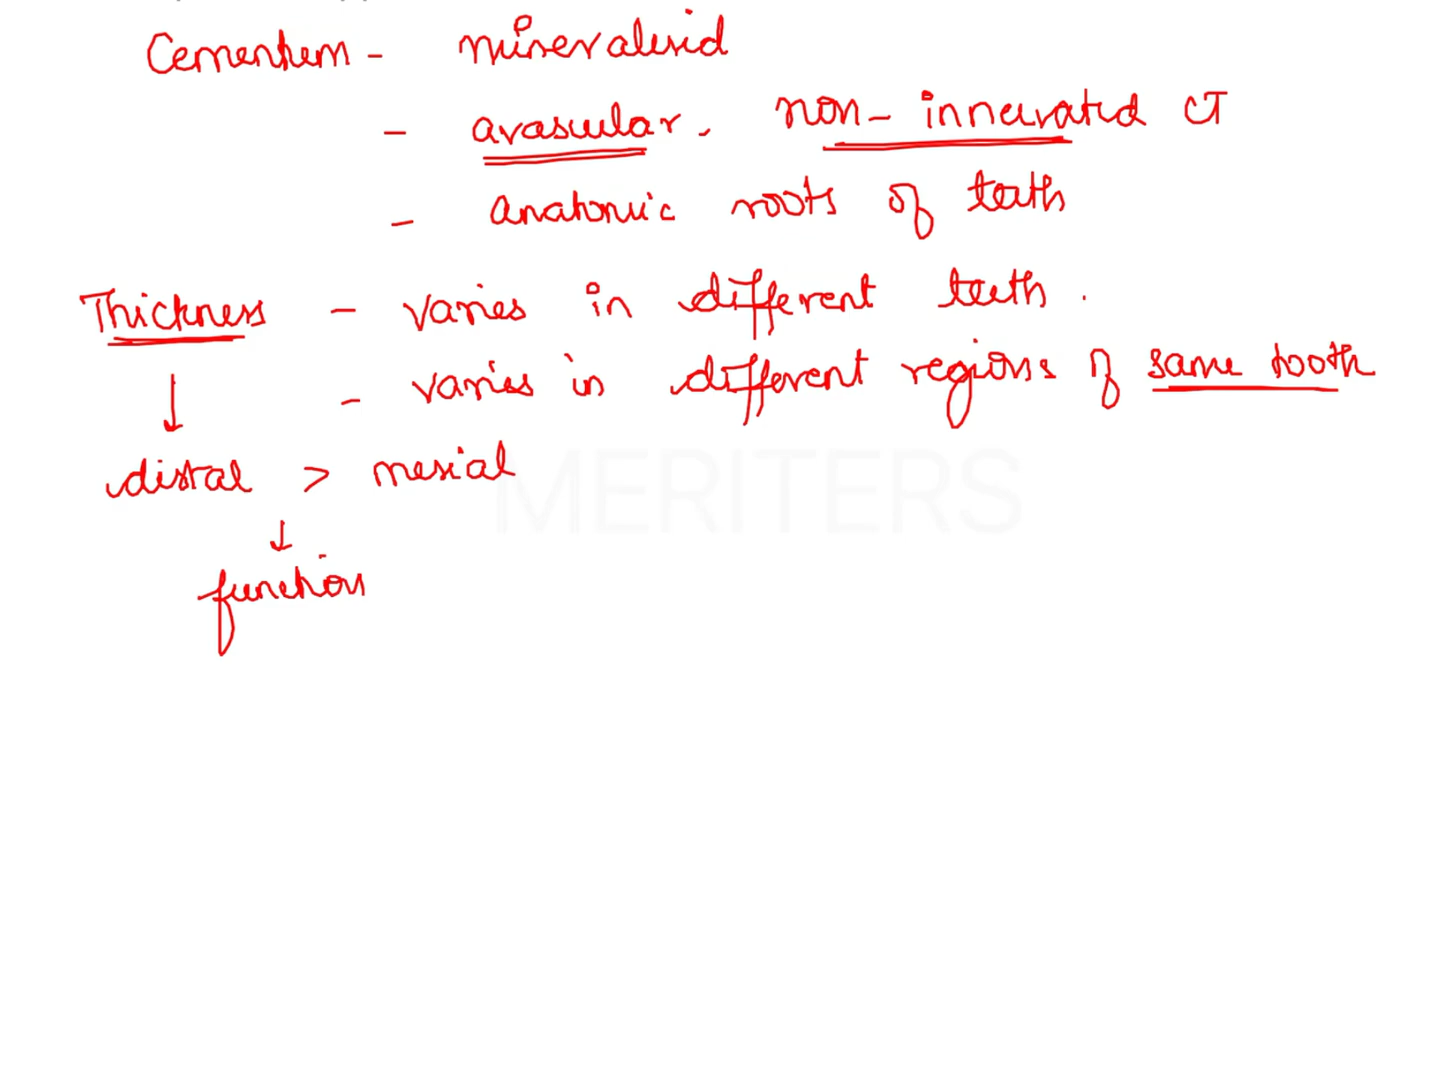 Cementum - mineralised
- avascular, non-innervated CT
- anatomic roots of teeth
Thickness - varies in different teeth.
- varies in different regions of same tooth
↓
distal > mesial
↓
function
MERITERS